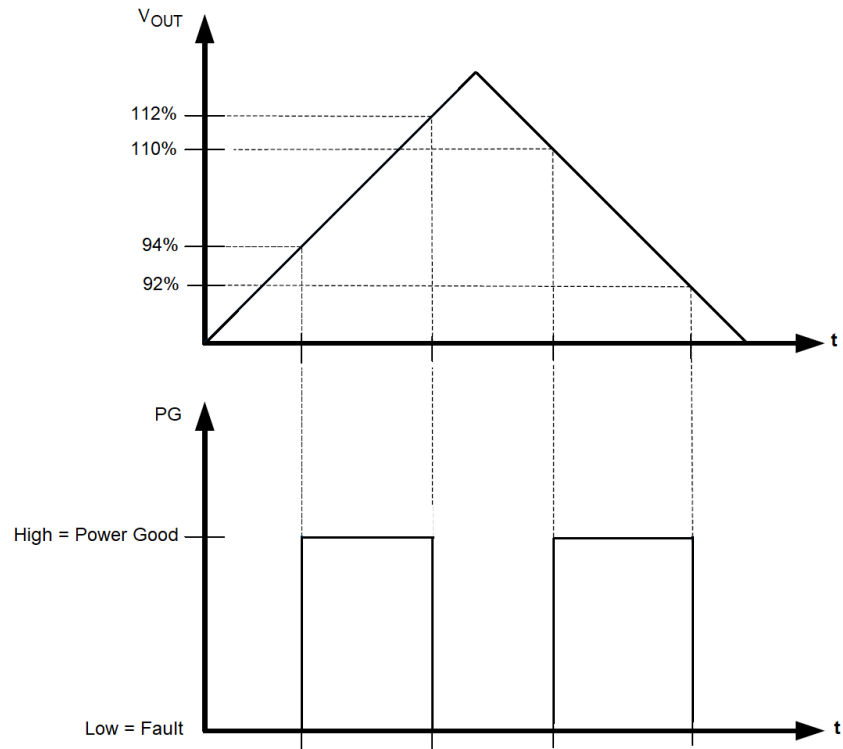 VOUT
112%
110%
94%
92%
t
PG
High = Power Good
Low = Fault
t